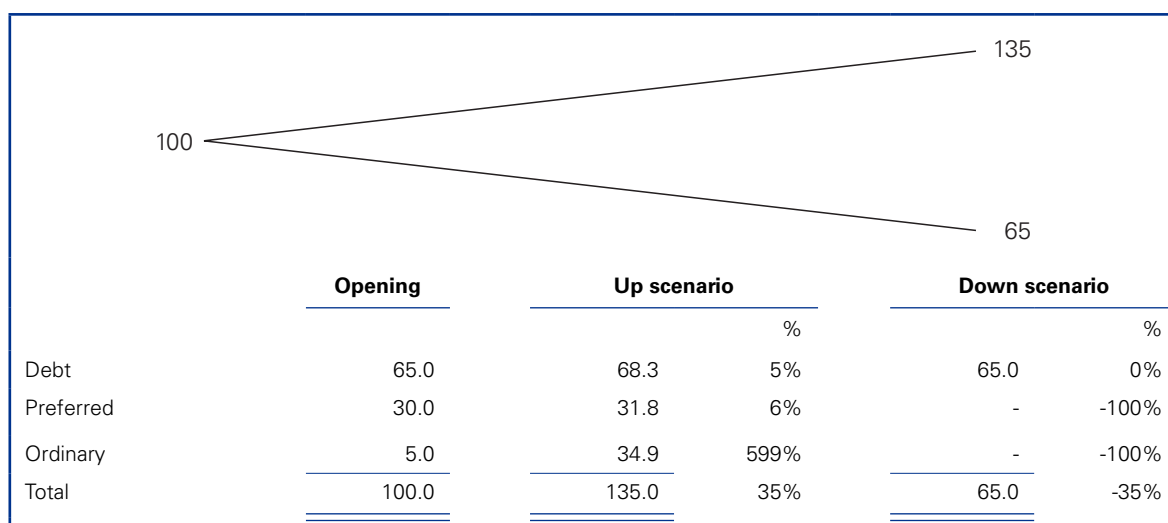 135
100
65
Opening Up scenario Down scenario
% %
Debt 65.0 68.3 5% 65.0 0%
Preferred 30.0 31.8 6% - -100%
Ordinary 5.0 34.9 599% - -100%
Total 100.0 135.0 35% 65.0 -35%